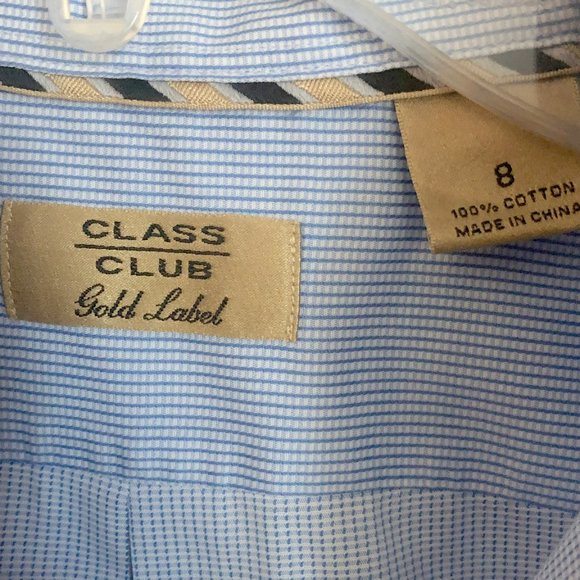 CLASS
CLUB
Gold Label
8
100% COTTON
MADE IN CHINA